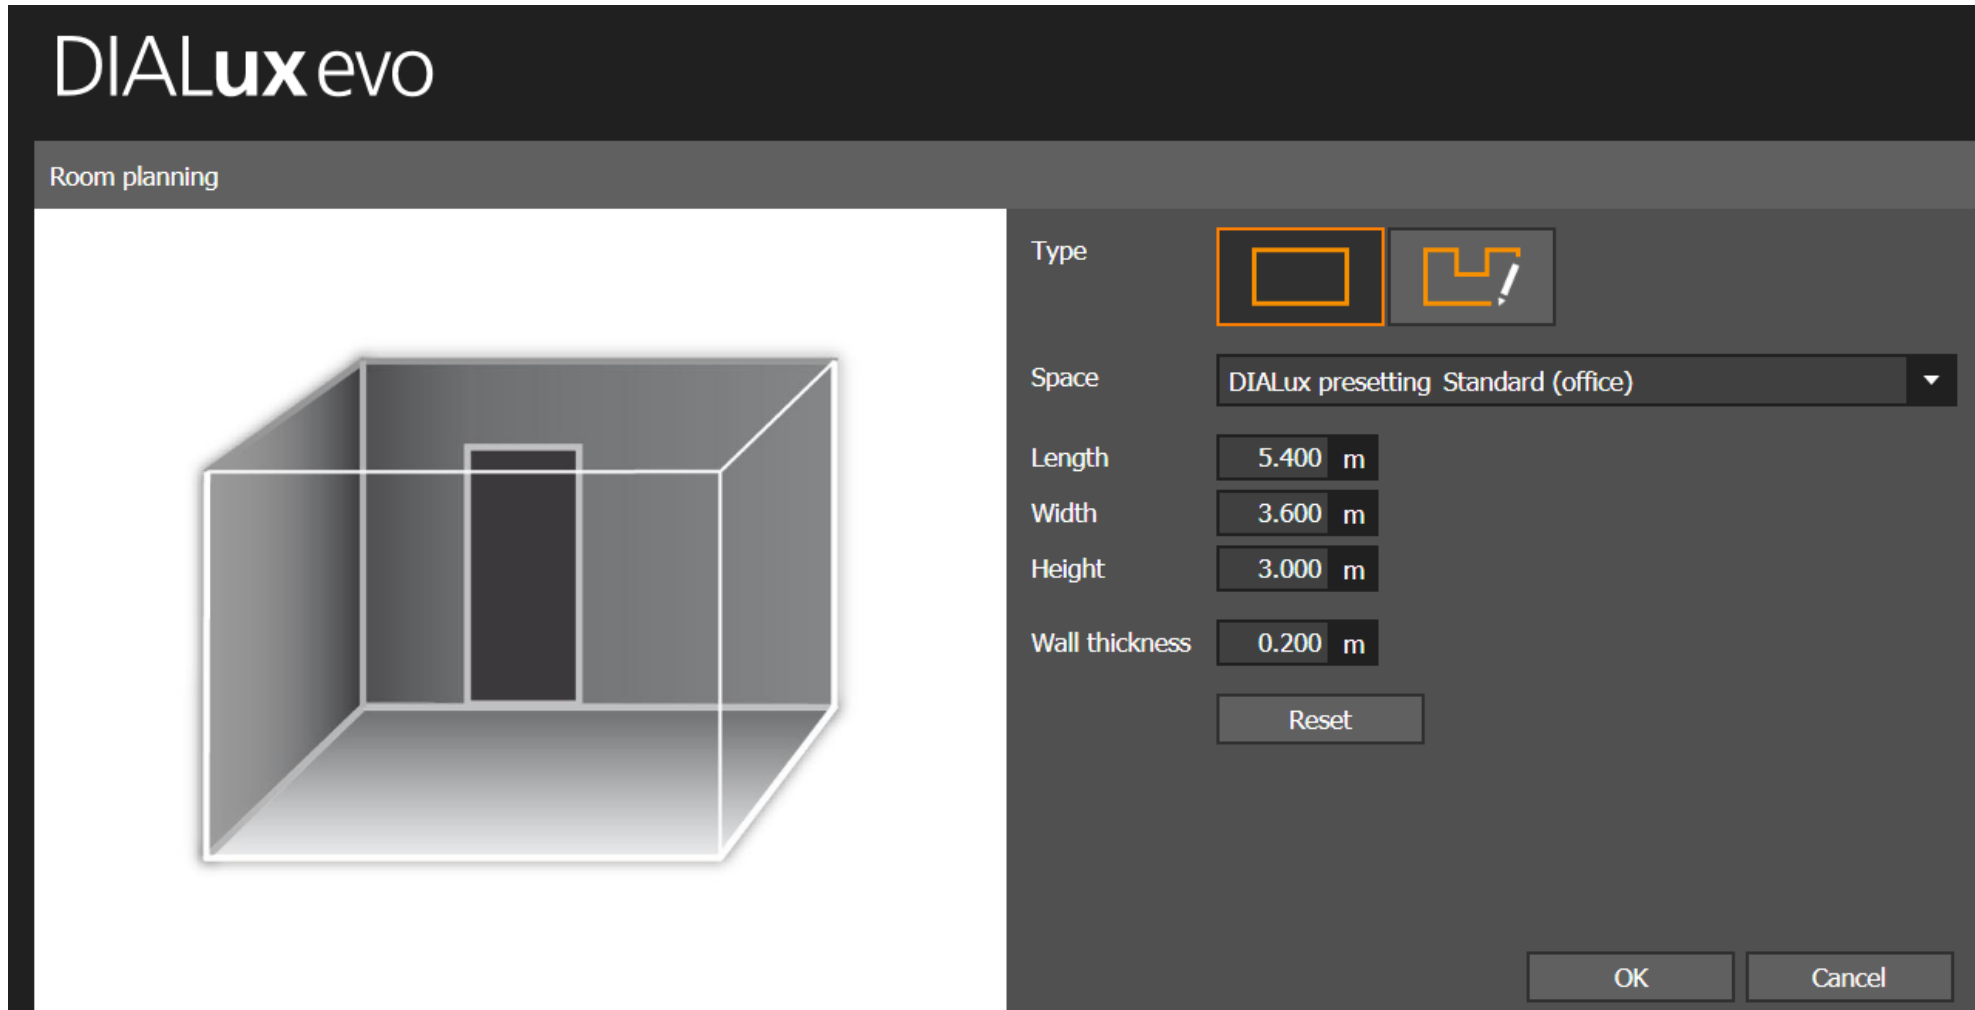 DIALux evo
Room planning
Type
Space DIALux presetting Standard (office)
Length 5.400 m
Width 3.600 m
Height 3.000 m
Wall thickness 0.200 m
Reset
OK Cancel